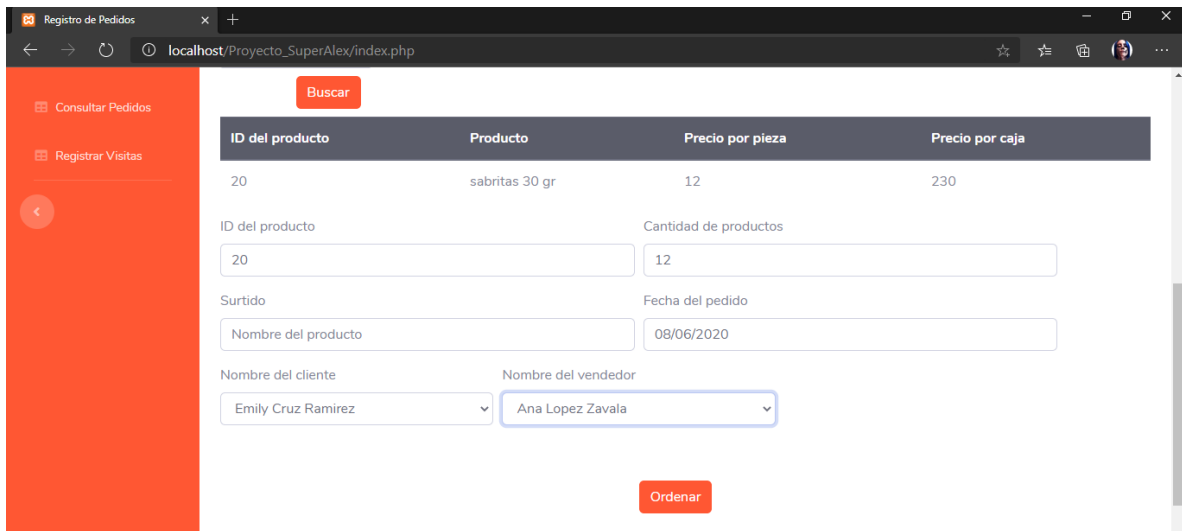 Registro de Pedidos
localhost/Proyecto_SuperAlex/index.php
Consultar Pedidos
Registrar Visitas
Buscar
ID del producto Producto Precio por pieza Precio por caja
20 sabritas 30 gr 12 230
ID del producto Cantidad de productos
20 12
Surtido Fecha del pedido
Nombre del producto 08/06/2020
Nombre del cliente Nombre del vendedor
Emily Cruz Ramirez Ana Lopez Zavala
Ordenar